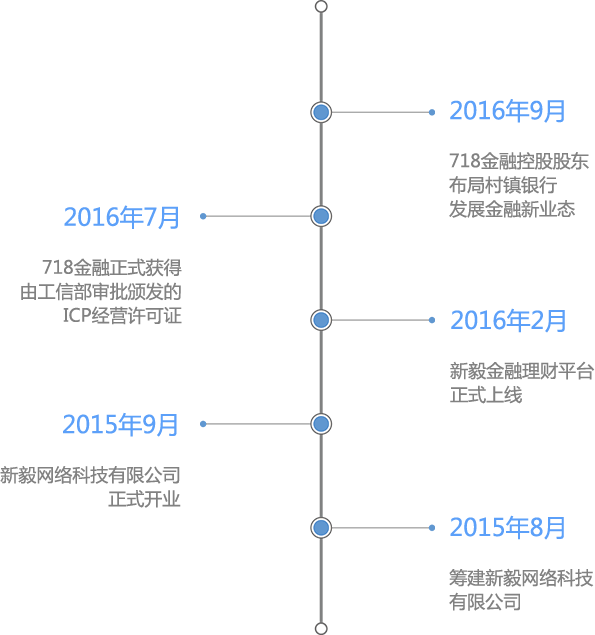 2016年9月
718金融控股股东
布局村镇银行
发展金融新业态
2016年7月
718金融正式获得
由工信部审批颁发的
ICP经营许可证
2016年2月
新毅金融理财平台
正式上线
2015年9月
新毅网络科技有限公司
正式开业
2015年8月
筹建新毅网络科技
有限公司